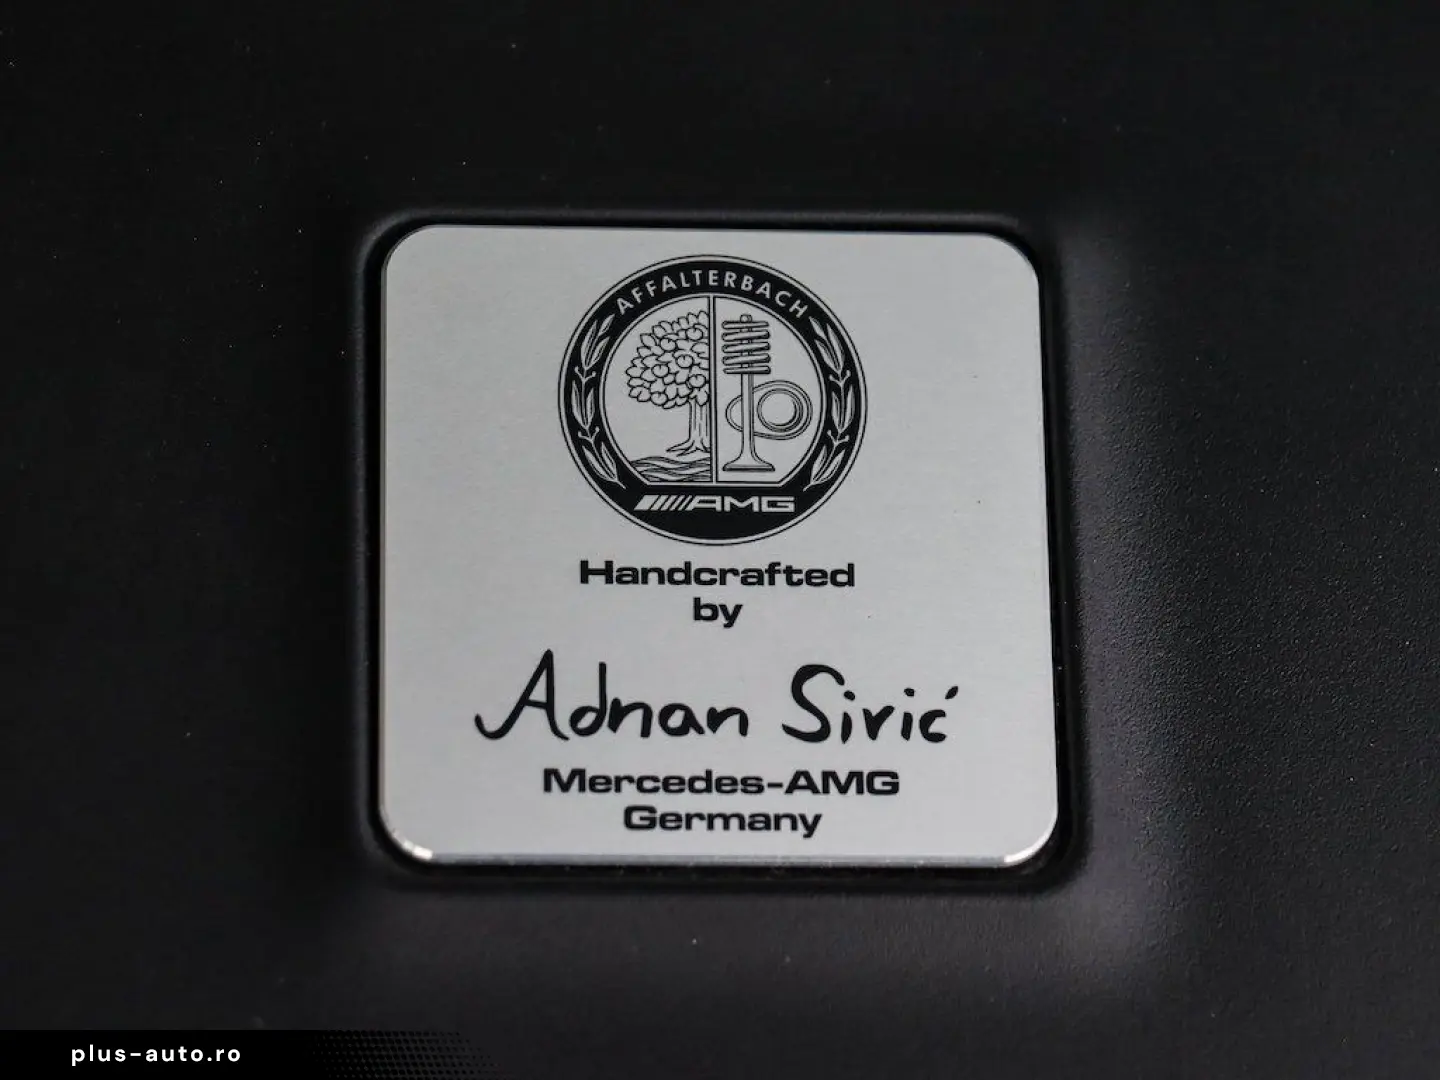 AFFALTERBACH
AMG
Handcrafted
by
Adnan Sirić
Mercedes-AMG
Germany
plus-auto.ro